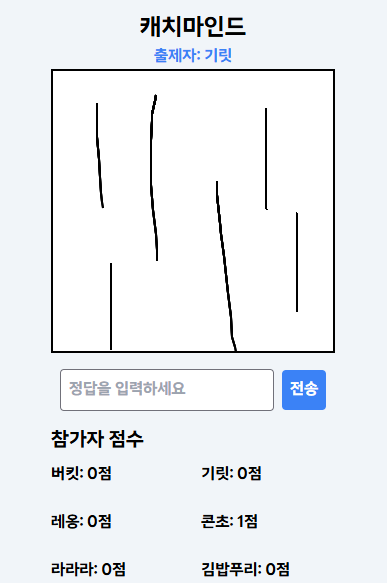 캐치마인드
출제자: 기릿
정답을 입력하세요 전송
참가자 점수
버킷: 0점 기릿: 0점
레옹: 0점 콘초: 1점
라라라: 0점 김밥푸리: 0점